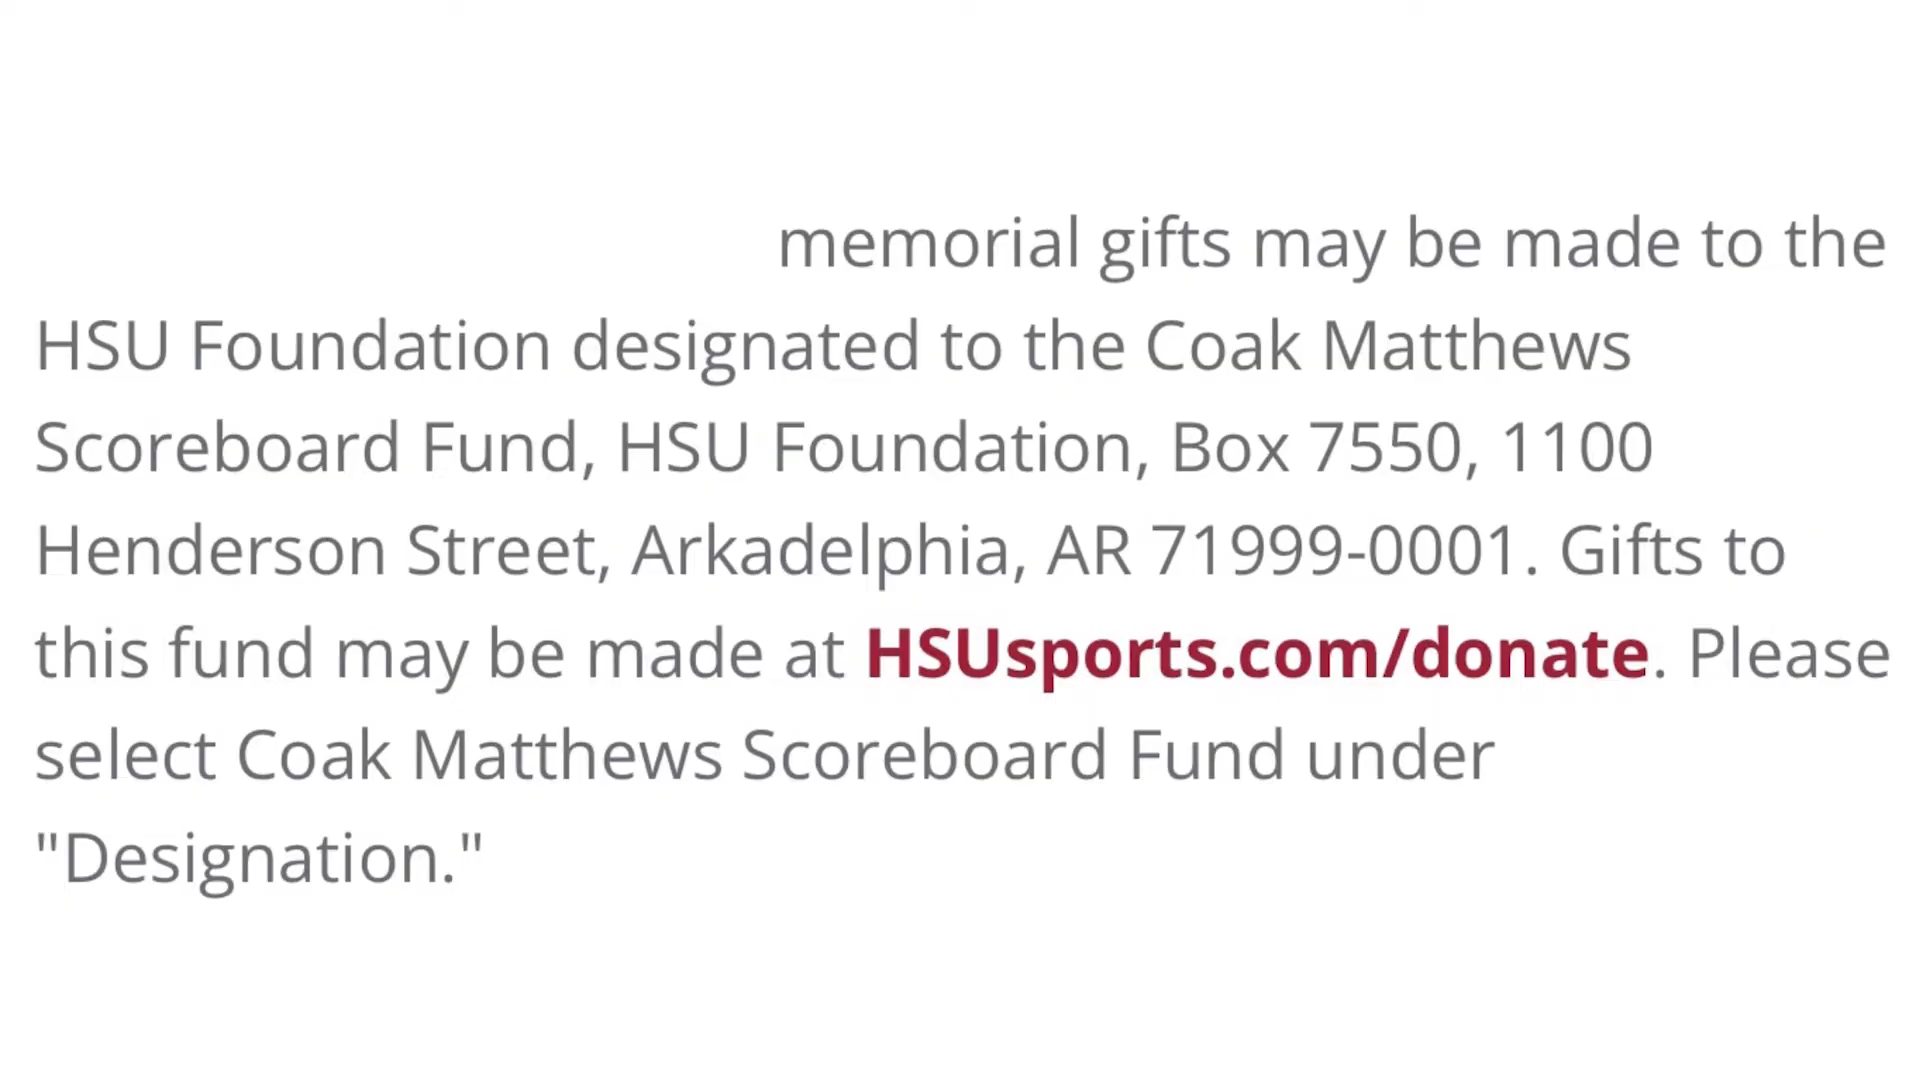 memorial gifts may be made to the
HSU Foundation designated to the Coak Matthews
Scoreboard Fund, HSU Foundation, Box 7550, 1100
Henderson Street, Arkadelphia, AR 71999-0001. Gifts to
this fund may be made at HSUsports.com/donate. Please
select Coak Matthews Scoreboard Fund under
"Designation."